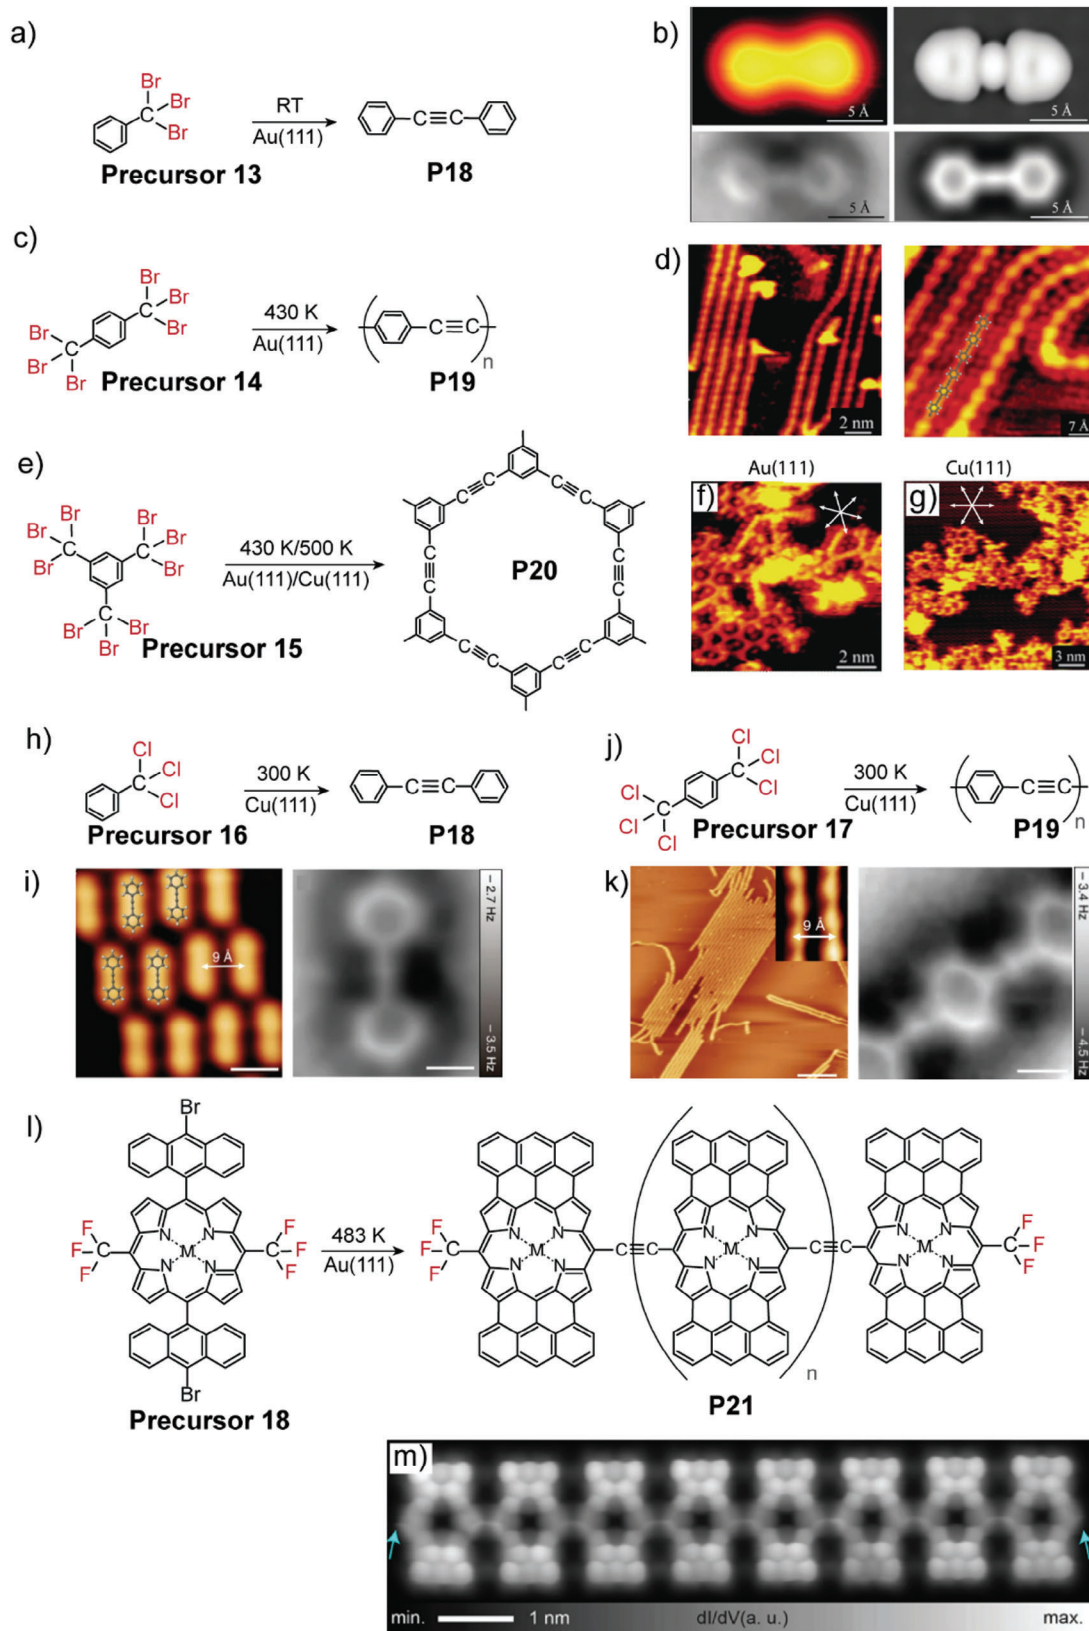 a)
Br
Br
C
Br
RT
Au(111)
C≡C
Precursor 13
P18
b)
5 Å
5 Å
5 Å
5 Å
c)
Br
Br
C
Br
Br
C
Br
Br
430 K
Au(111)
C≡C
n
Precursor 14
P19
d)
2 nm
7 Å
e)
Br
Br
Br
Br
C
C
Br
Br
C
Br
Br
Br
430 K/500 K
Au(111)/Cu(111)
Precursor 15
C≡C
C≡C
C≡C
C≡C
C≡C
C≡C
P20
Au(111)
Cu(111)
f)
2 nm
g)
3 nm
h)
Cl
Cl
C
Cl
300 K
Cu(111)
C≡C
Precursor 16
P18
j)
Cl
Cl
C
Cl
Cl
C
Cl
Cl
300 K
Cu(111)
C≡C
n
Precursor 17
P19
i)
9 Å
– 2.7 Hz
– 3.5 Hz
k)
9 Å
– 3.4 Hz
– 4.5 Hz
l)
Br
F
F
C
F
N
N
M
N
N
C
F
F
F
Br
483 K
Au(111)
Precursor 18
F
F
C
F
N
N
M
N
N
C≡C
N
N
M
N
N
C≡C
N
N
M
N
N
C
F
F
F
n
P21
m)
min.
1 nm
dI/dV(a. u.)
max.